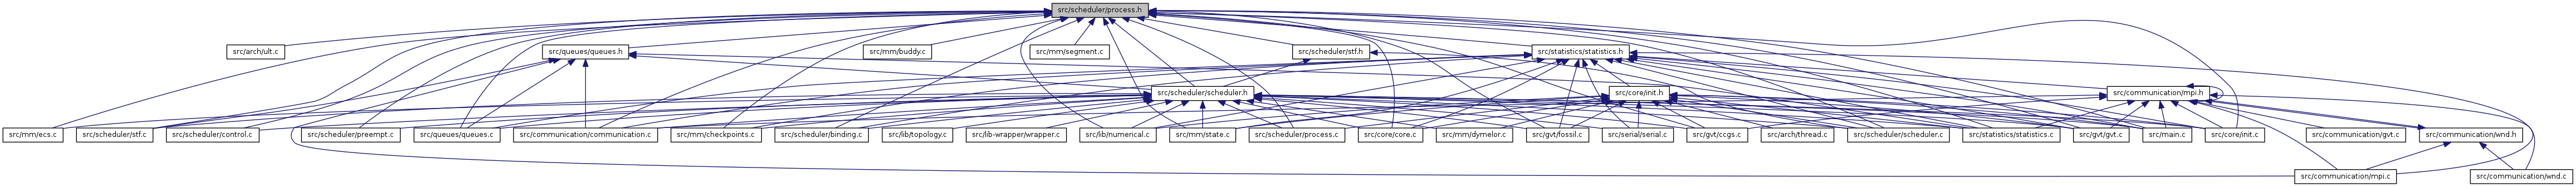 src/scheduler/process.h
src/arch/ult.c
src/queues/queues.h
src/mm/buddy.c
src/mm/segment.c
src/scheduler/stf.h
src/statistics/statistics.h
src/scheduler/scheduler.h
src/core/init.h
src/communication/mpi.h
src/mm/ecs.c
src/scheduler/stf.c
src/scheduler/control.c
src/scheduler/preempt.c
src/queues/queues.c
src/communication/communication.c
src/mm/checkpoints.c
src/scheduler/binding.c
src/lib/topology.c
src/lib-wrapper/wrapper.c
src/lib/numerical.c
src/mm/state.c
src/scheduler/process.c
src/core/core.c
src/mm/dymelor.c
src/gvt/fossil.c
src/serial/serial.c
src/gvt/ccgs.c
src/arch/thread.c
src/scheduler/scheduler.c
src/statistics/statistics.c
src/gvt/gvt.c
src/main.c
src/core/init.c
src/communication/gvt.c
src/communication/wnd.h
src/communication/mpi.c
src/communication/wnd.c